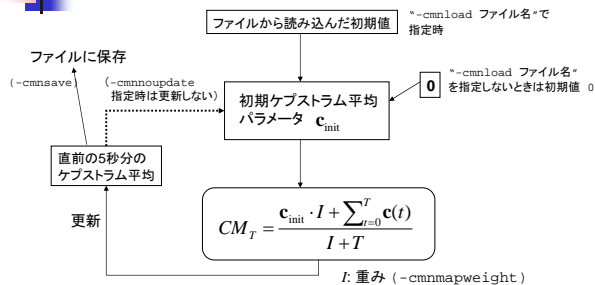 ファイルから読み込んだ初期値
"-cmnload ファイル名"で
指定時
ファイルに保存
(-cmnsave)
(-cmnnoupdate
指定時は更新しない)
初期ケプストラム平均
パラメータ c_init
0
"-cmnload ファイル名"
を指定しないときは初期値 0
直前の5秒分の
ケプストラム平均
更新
CM_T = (c_init · I + ∑_{t=0}^{T} c(t)) / (I + T)
I: 重み (-cmnmapweight)